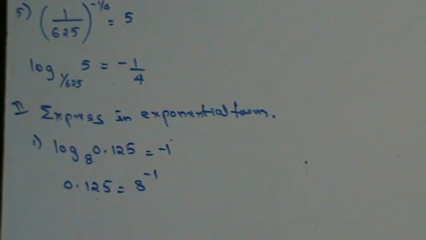 5) (1/625)^-1/4 = 5
log_1/625 5 = -1/4
II Express in exponential form.
i) log_8 0.125 = -1
0.125 = 8^-1